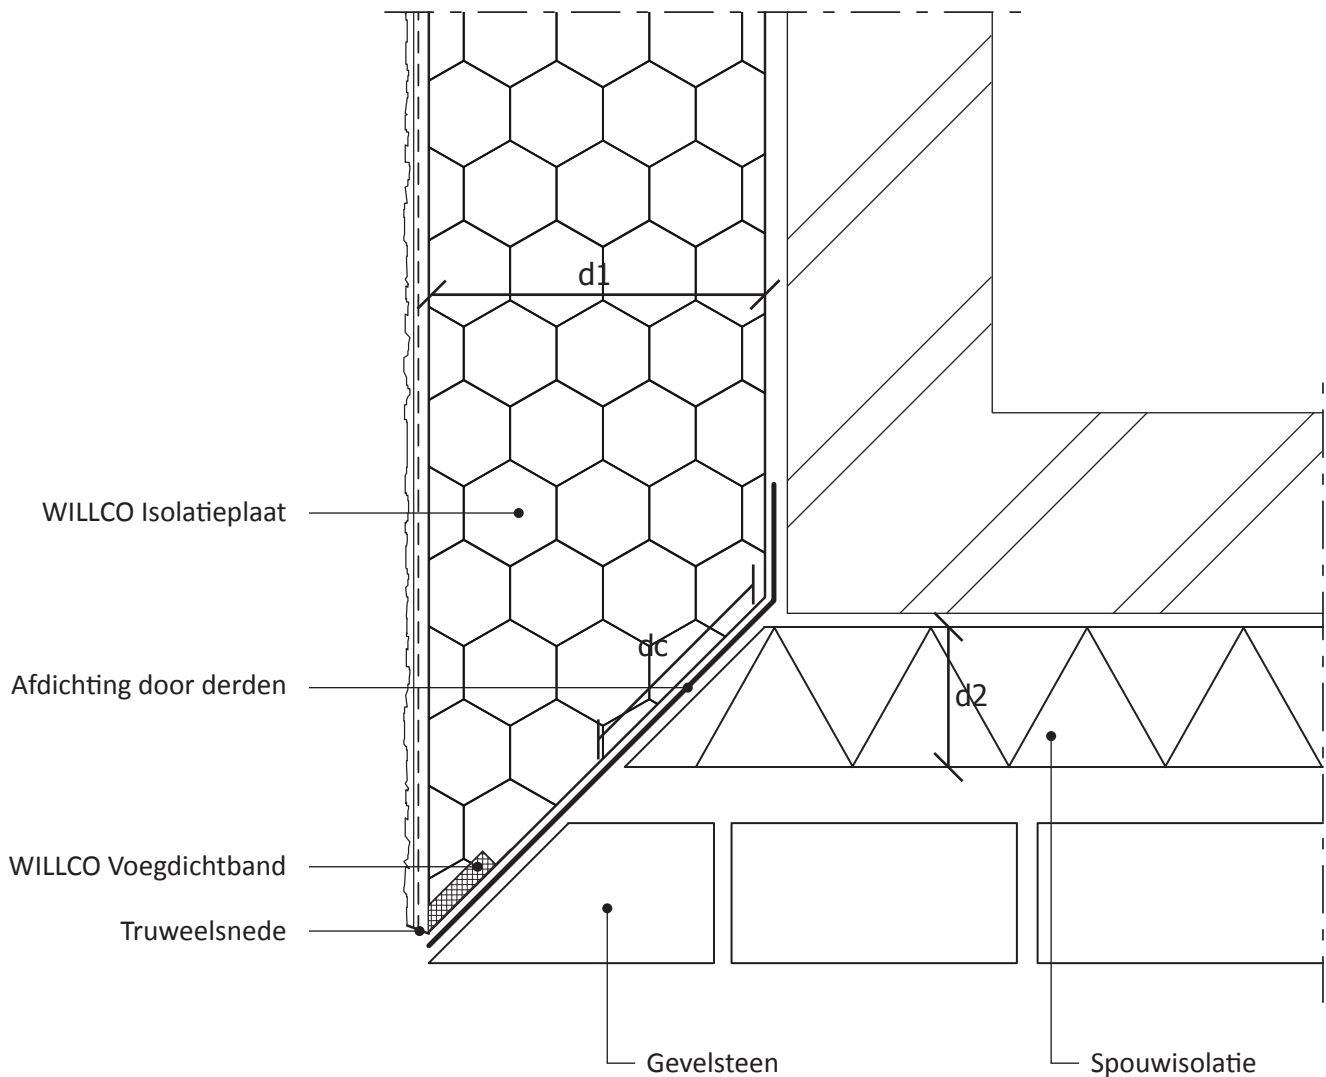 d1
WILLCO Isolatieplaat
dc
Afdichting door derden
d2
WILLCO Voegdichtband
Truweelsnede
Gevelsteen
Spouwisolatie